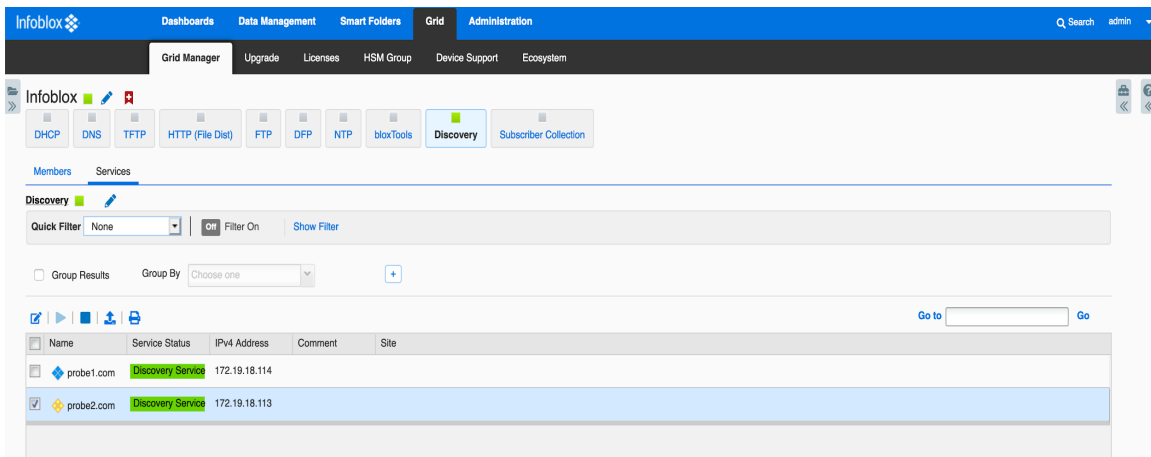 Infoblox Dashboards Data Management Smart Folders Grid Administration Search admin
Grid Manager Upgrade Licenses HSM Group Device Support Ecosystem
Infoblox
DHCP DNS TFTP HTTP (File Dist) FTP DFP NTP bloxTools Discovery Subscriber Collection
Members Services
Discovery
Quick Filter None Off Filter On Show Filter
Group Results Group By Choose one +
Go to Go
Name Service Status IPv4 Address Comment Site
probe1.com Discovery Service 172.19.18.114
probe2.com Discovery Service 172.19.18.113